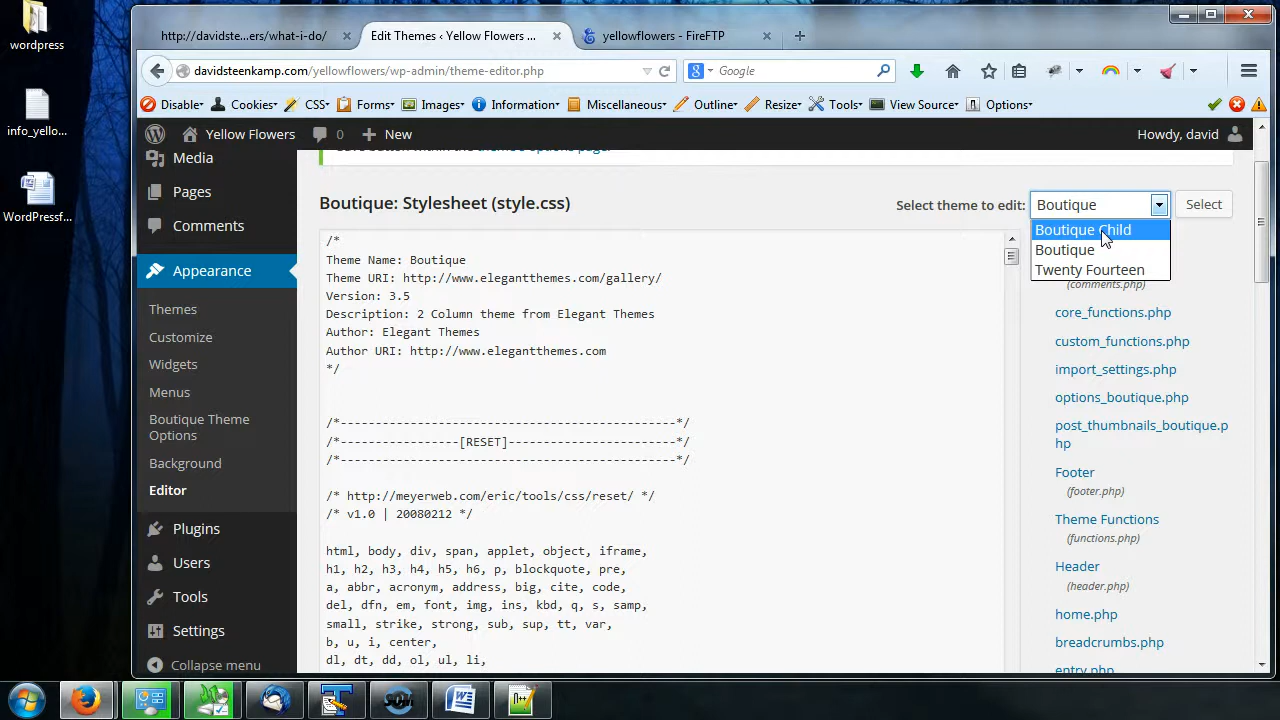 wordpress
info_yello...
WordPressf...
http://davidstee...ers/what-i-do/
Edit Themes ‹ Yellow Flowers ...
yellowflowers - FireFTP
davidsteenkamp.com/yellowflowers/wp-admin/theme-editor.php
Google
Disable
Cookies
CSS
Forms
Images
Information
Miscellaneous
Outline
Resize
Tools
View Source
Options
Yellow Flowers
0
New
Howdy, david
Media
Pages
Comments
Appearance
Themes
Customize
Widgets
Menus
Boutique Theme
Options
Background
Editor
Plugins
Users
Tools
Settings
Collapse menu
Boutique: Stylesheet (style.css)
Select theme to edit:
Boutique
Select
Boutique Child
Boutique
Twenty Fourteen
/*
Theme Name: Boutique
Theme URI: http://www.elegantthemes.com/gallery/
Version: 3.5
Description: 2 Column theme from Elegant Themes
Author: Elegant Themes
Author URI: http://www.elegantthemes.com
*/
/*------------------------------------------------*/
/*-----------------[RESET]------------------------*/
/*------------------------------------------------*/
/* http://meyerweb.com/eric/tools/css/reset/ */
/* v1.0 | 20080212 */
html, body, div, span, applet, object, iframe,
h1, h2, h3, h4, h5, h6, p, blockquote, pre,
a, abbr, acronym, address, big, cite, code,
del, dfn, em, font, img, ins, kbd, q, s, samp,
small, strike, strong, sub, sup, tt, var,
b, u, i, center,
dl, dt, dd, ol, ul, li,
(comments.php)
core_functions.php
custom_functions.php
import_settings.php
options_boutique.php
post_thumbnails_boutique.p
hp
Footer
(footer.php)
Theme Functions
(functions.php)
Header
(header.php)
home.php
breadcrumbs.php
entry.php